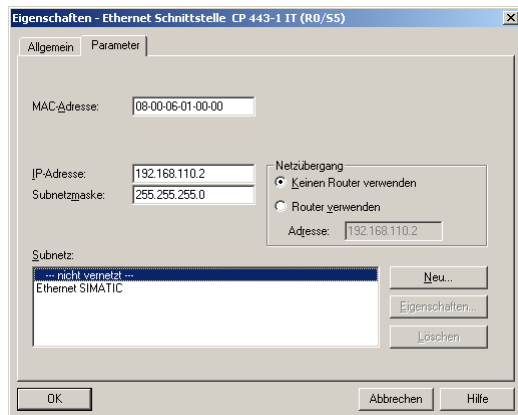 Eigenschaften - Ethernet Schnittstelle CP 443-1 IT (R0/S5)
Allgemein Parameter
MAC-Adresse: 08-00-06-01-00-00
IP-Adresse: 192.168.110.2
Subnetzmaske: 255.255.255.0
Netzübergang
Keinen Router verwenden
Router verwenden
Adresse: 192.168.110.2
Subnetz:
--- nicht vernetzt ---
Ethernet SIMATIC
Neu...
Eigenschaften...
Löschen
OK Abbrechen Hilfe